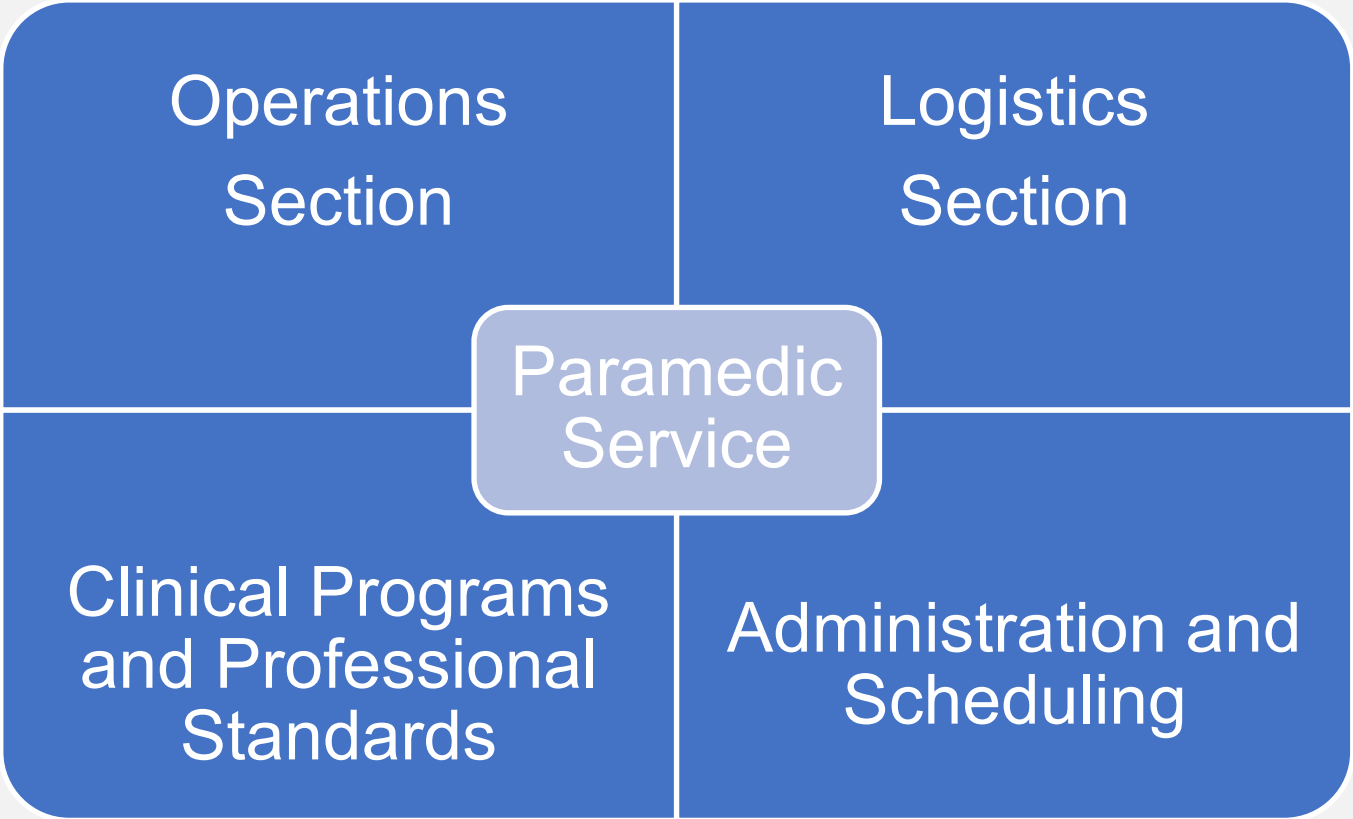 Operations
Section
Logistics
Section
Paramedic
Service
Clinical Programs
and Professional
Standards
Administration and
Scheduling